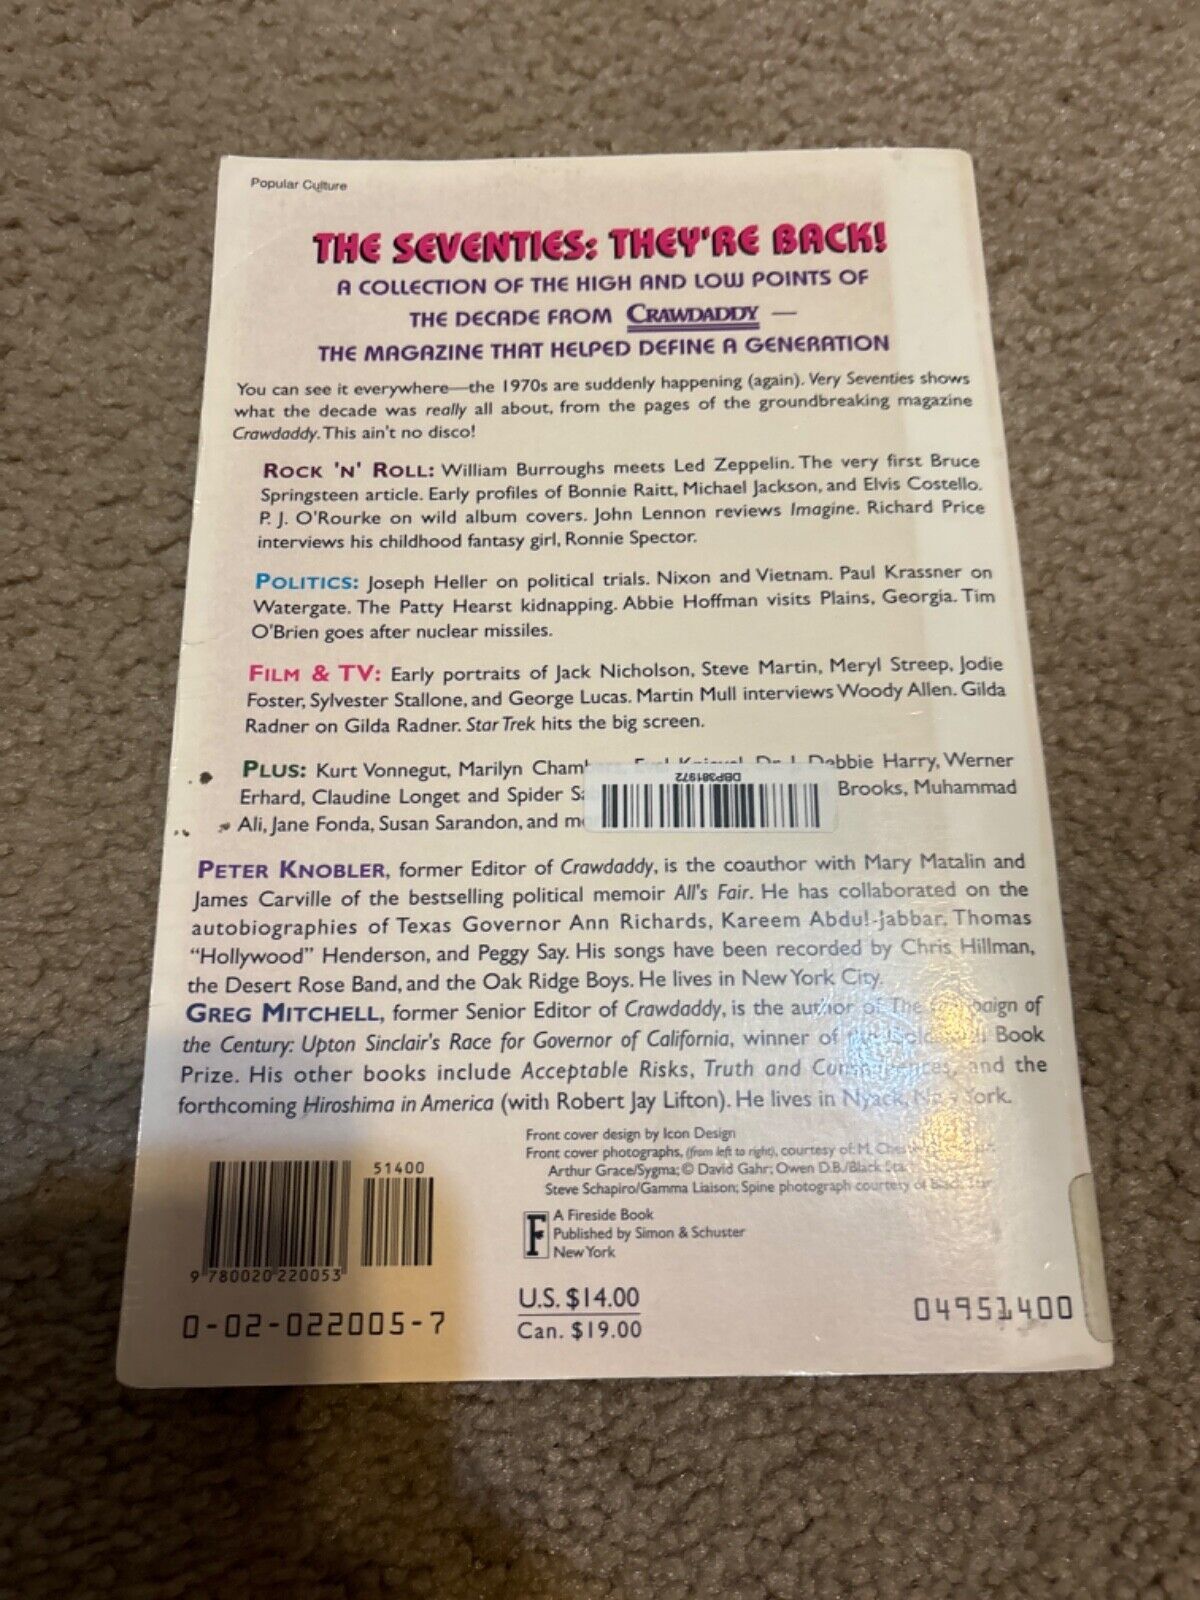 Popular Culture
THE SEVENTIES: THEY'RE BACK!
A COLLECTION OF THE HIGH AND LOW POINTS OF
THE DECADE FROM CRAWDADDY —
THE MAGAZINE THAT HELPED DEFINE A GENERATION
You can see it everywhere—the 1970s are suddenly happening (again). Very Seventies shows
what the decade was really all about, from the pages of the groundbreaking magazine
Crawdaddy. This ain't no disco!
ROCK 'N' ROLL: William Burroughs meets Led Zeppelin. The very first Bruce
Springsteen article. Early profiles of Bonnie Raitt, Michael Jackson, and Elvis Costello.
P. J. O'Rourke on wild album covers. John Lennon reviews Imagine. Richard Price
interviews his childhood fantasy girl, Ronnie Spector.
POLITICS: Joseph Heller on political trials. Nixon and Vietnam. Paul Krassner on
Watergate. The Patty Hearst kidnapping. Abbie Hoffman visits Plains, Georgia. Tim
O'Brien goes after nuclear missiles.
FILM & TV: Early portraits of Jack Nicholson, Steve Martin, Meryl Streep, Jodie
Foster, Sylvester Stallone, and George Lucas. Martin Mull interviews Woody Allen. Gilda
Radner on Gilda Radner. Star Trek hits the big screen.
PLUS: Kurt Vonnegut, Marilyn Chambers, Evel Knievel, Dr. J, Debbie Harry, Werner
DBP381972
Erhard, Claudine Longet and Spider Brooks, Muhammad
Ali, Jane Fonda, Susan Sarandon, and
PETER KNOBLER, former Editor of Crawdaddy, is the coauthor with Mary Matalin and
James Carville of the bestselling political memoir All's Fair. He has collaborated on the
autobiographies of Texas Governor Ann Richards, Kareem Abdul-Jabbar, Thomas
"Hollywood" Henderson, and Peggy Say. His songs have been recorded by Chris Hillman,
the Desert Rose Band, and the Oak Ridge Boys. He lives in New York City.
GREG MITCHELL, former Senior Editor of Crawdaddy, is the author of The Campaign of
the Century: Upton Sinclair's Race for Governor of California, winner of Book
Prize. His other books include Acceptable Risks, Truth and Consequences, and the
forthcoming Hiroshima in America (with Robert Jay Lifton). He lives in Nyack, New York.
Front cover design by Icon Design
Front cover photographs, (from left to right), courtesy of: M.
Arthur Grace/Sygma; © David Gahr; Owen D.B./Black Star
Steve Schapiro/Gamma Liaison; Spine photograph courtesy of Black Star
51400
F
A Fireside Book
Published by Simon & Schuster
New York
9 780020 220053
0-02-022005-7
U.S. $14.00
Can. $19.00
04951400